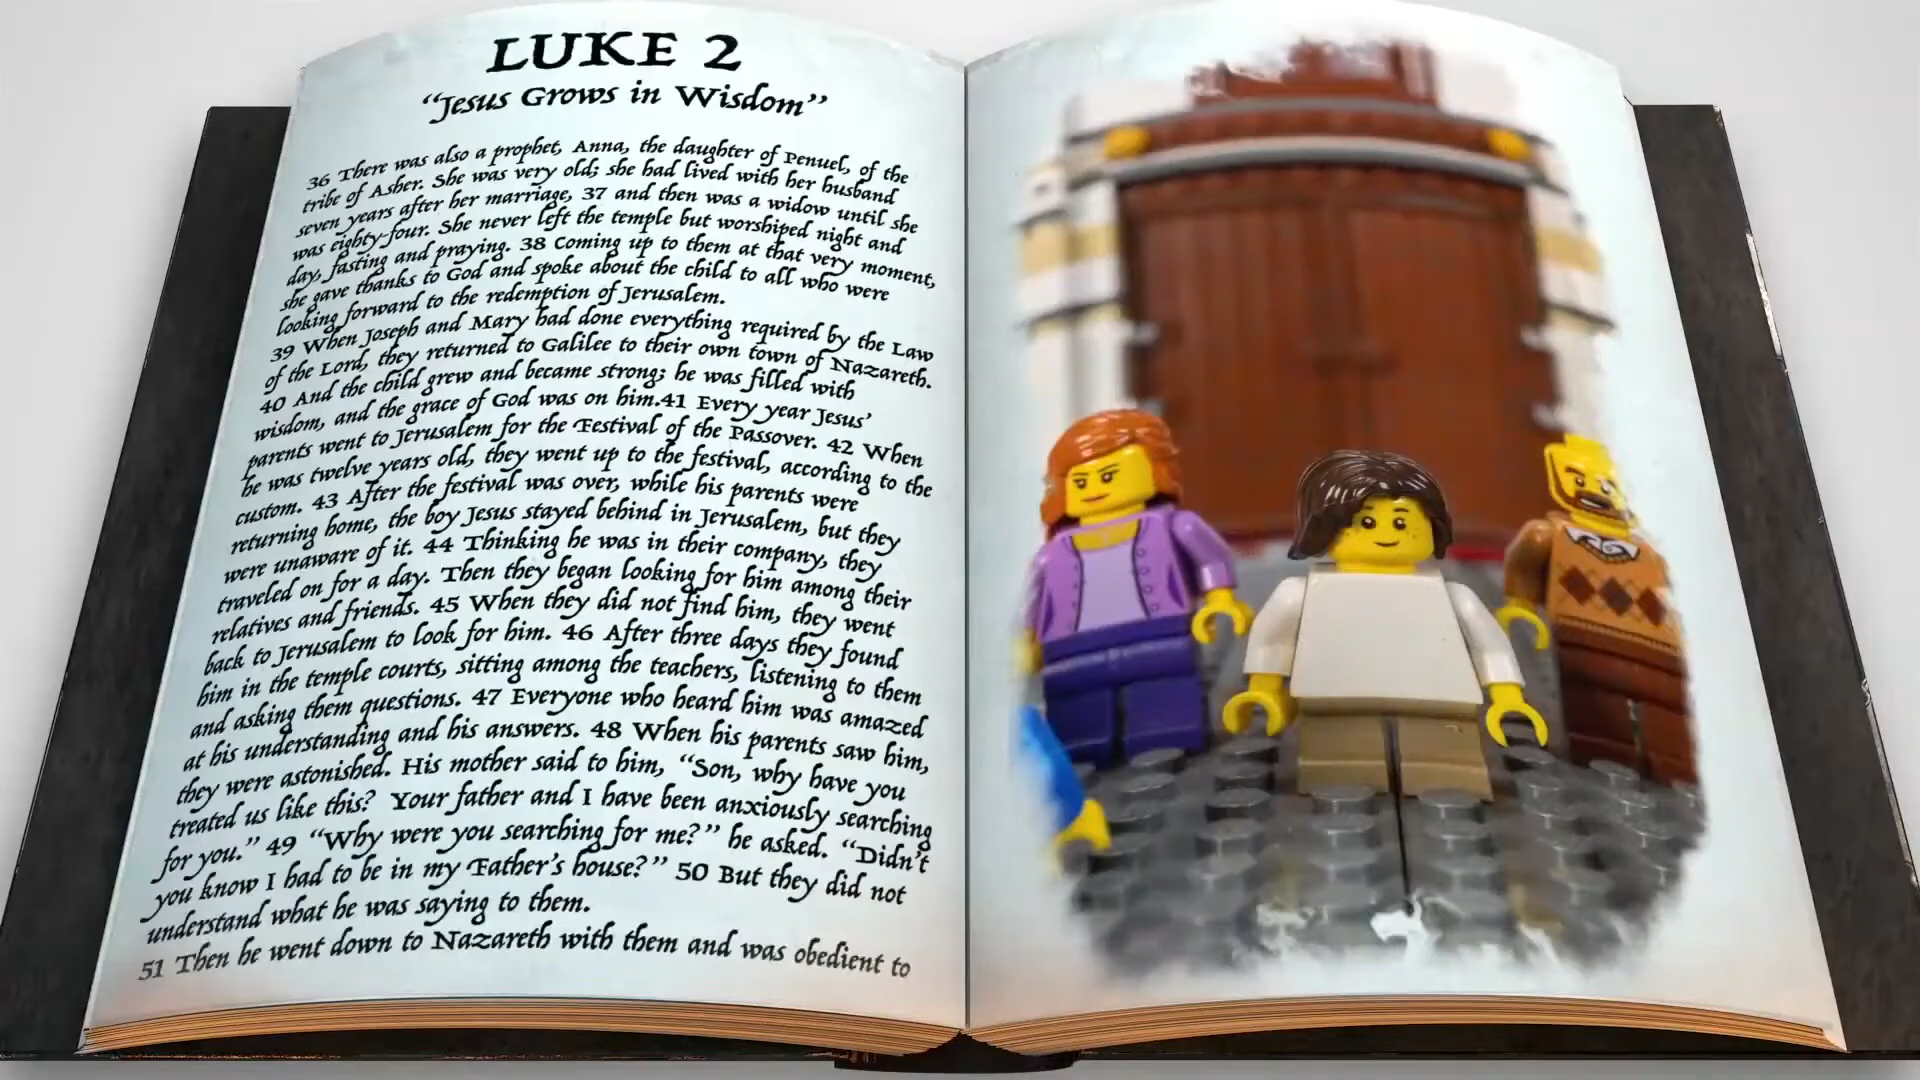 LUKE 2
“Jesus Grows in Wisdom”
36 There was also a prophet, Anna, the daughter of Penuel, of the
tribe of Asher. She was very old; she had lived with her husband
seven years after her marriage, 37 and then was a widow until she
was eighty-four. She never left the temple but worshiped night and
day, fasting and praying. 38 Coming up to them at that very moment,
she gave thanks to God and spoke about the child to all who were
looking forward to the redemption of Jerusalem.
39 When Joseph and Mary had done everything required by the Law
of the Lord, they returned to Galilee to their own town of Nazareth.
40 And the child grew and became strong; he was filled with
wisdom, and the grace of God was on him.41 Every year Jesus’
parents went to Jerusalem for the Festival of the Passover. 42 When
he was twelve years old, they went up to the festival, according to the
custom. 43 After the festival was over, while his parents were
returning home, the boy Jesus stayed behind in Jerusalem, but they
were unaware of it. 44 Thinking he was in their company, they
traveled on for a day. Then they began looking for him among their
relatives and friends. 45 When they did not find him, they went
back to Jerusalem to look for him. 46 After three days they found
him in the temple courts, sitting among the teachers, listening to them
and asking them questions. 47 Everyone who heard him was amazed
at his understanding and his answers. 48 When his parents saw him,
they were astonished. His mother said to him, “Son, why have you
treated us like this? Your father and I have been anxiously searching
for you.” 49 “Why were you searching for me?” he asked. “Didn’t
you know I had to be in my Father’s house?” 50 But they did not
understand what he was saying to them.
51 Then he went down to Nazareth with them and was obedient to